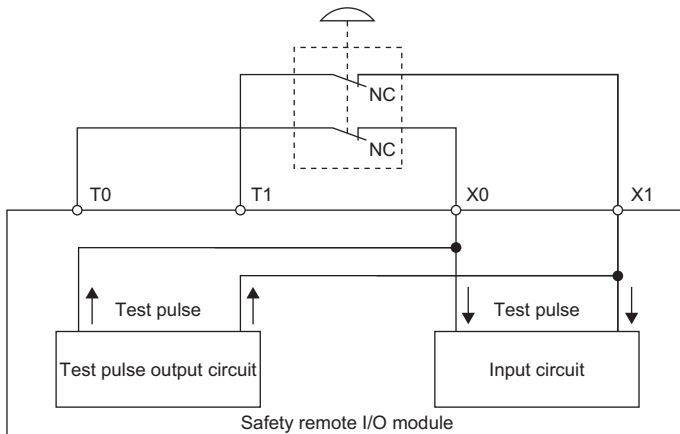 NC
NC
T0
T1
X0
X1
Test pulse
Test pulse
Test pulse output circuit
Input circuit
Safety remote I/O module